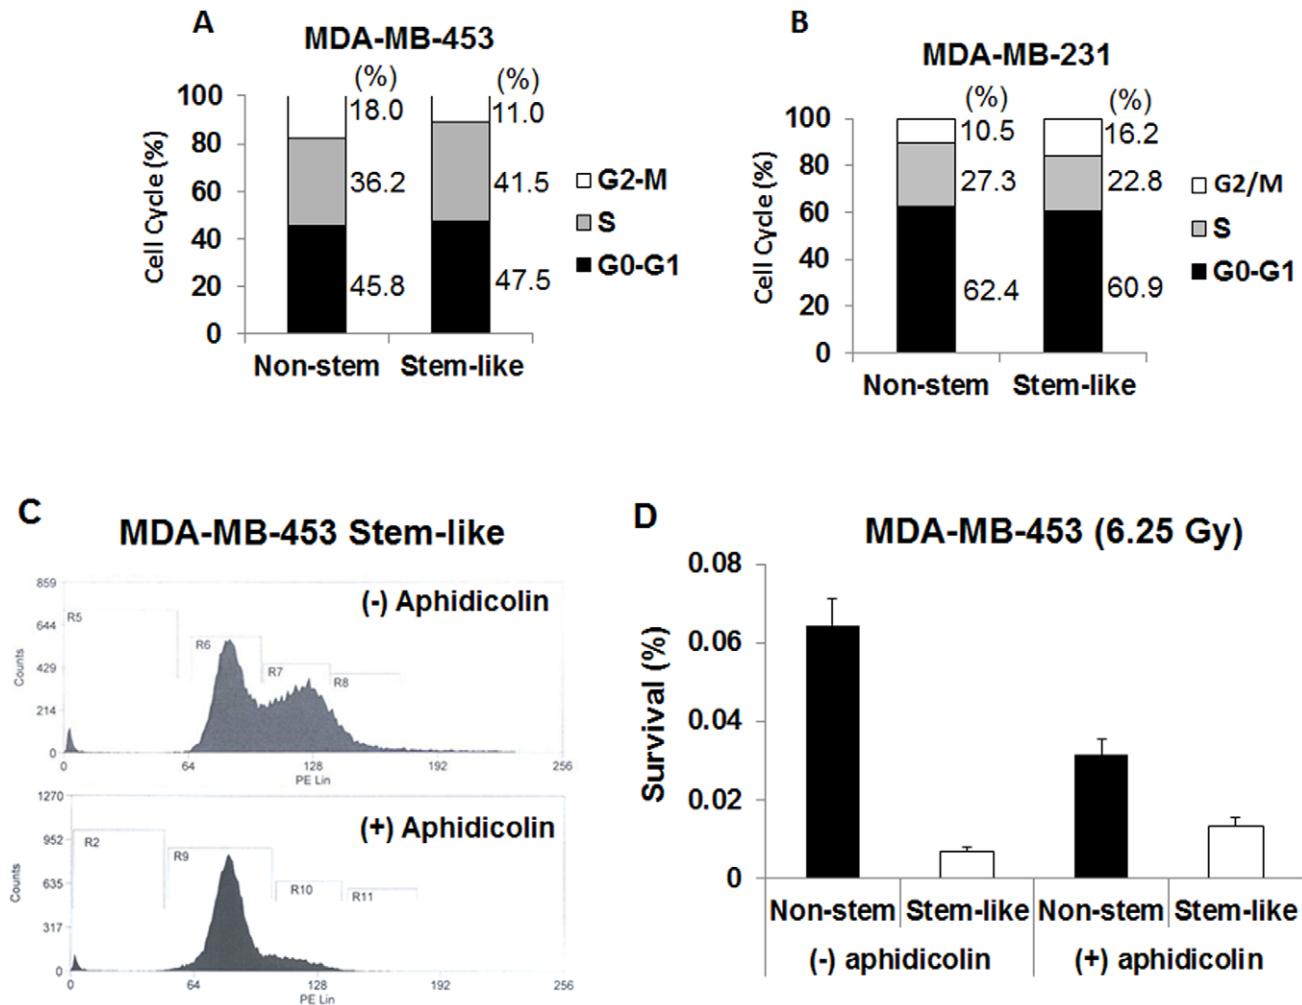 A
MDA-MB-453
(%) (%)
100
80
60
40
20
0
Cell Cycle (%)
18.0 11.0
36.2 41.5
45.8 47.5
G2-M
S
G0-G1
Non-stem Stem-like
B
MDA-MB-231
(%) (%)
100
80
60
40
20
0
Cell Cycle (%)
10.5 16.2
27.3 22.8
62.4 60.9
G2/M
S
G0-G1
Non-stem Stem-like
C
MDA-MB-453 Stem-like
(-) Aphidicolin
859
644
429
214
0
Counts
R5
R6
R7
R8
0 64 128 192 256
PE Lin
(+) Aphidicolin
1270
952
635
317
0
Counts
R2
R9
R10
R11
0 64 128 192 256
PE Lin
D
MDA-MB-453 (6.25 Gy)
0.08
0.06
0.04
0.02
0
Survival (%)
Non-stem Stem-like Non-stem Stem-like
(-) aphidicolin (+) aphidicolin